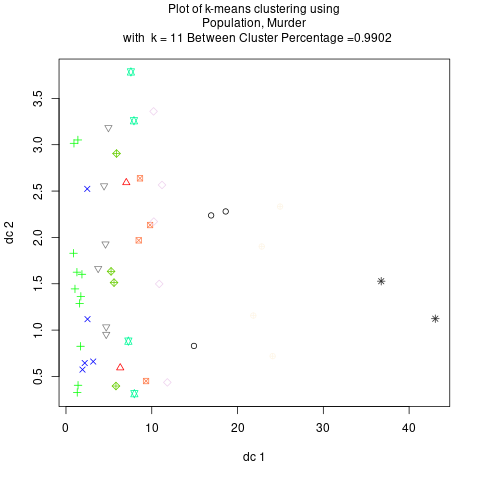 Plot of k-means clustering using
Population, Murder
with k = 11 Between Cluster Percentage =0.9902
3.5
3.0
2.5
2.0
1.5
1.0
0.5
dc 2
0 10 20 30 40
dc 1